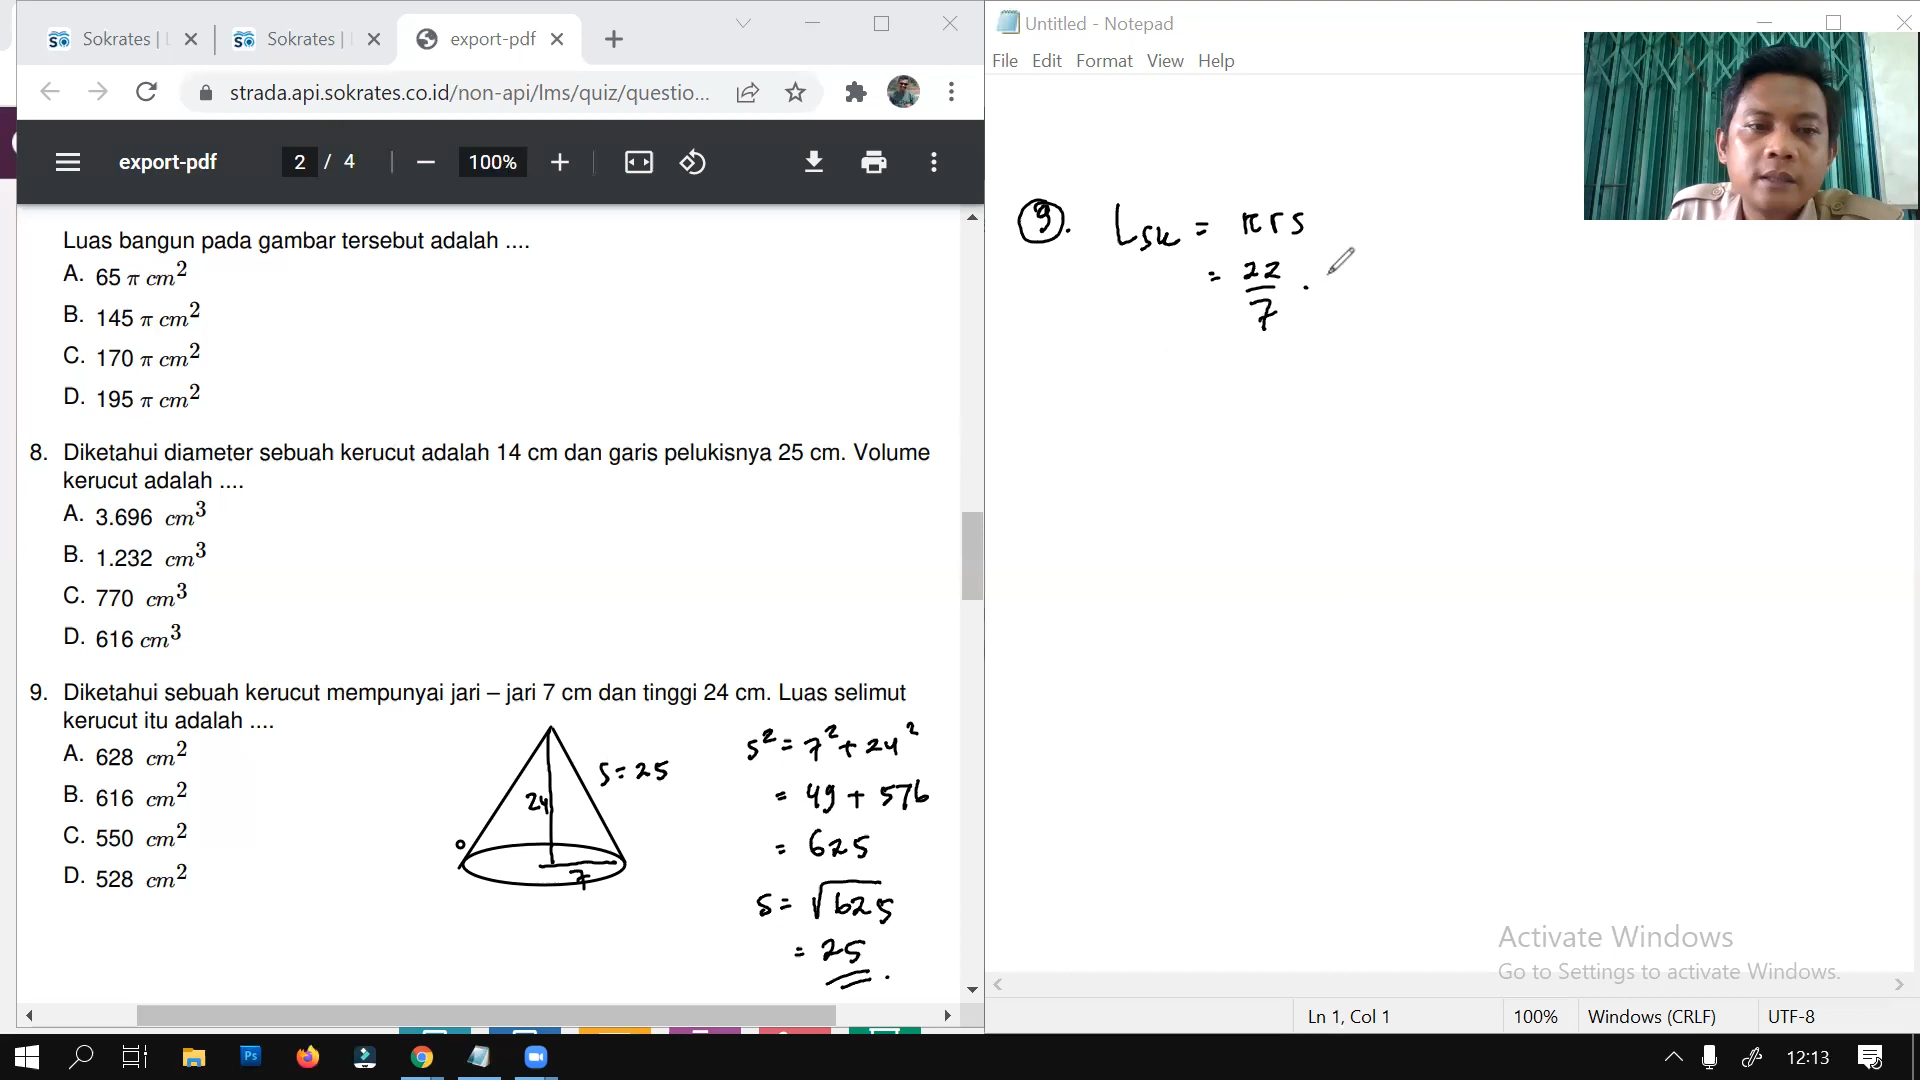 Sokrates | L
Sokrates |
export-pdf
strada.api.sokrates.co.id/non-api/lms/quiz/questio...
export-pdf
2 / 4
100%
Luas bangun pada gambar tersebut adalah ....
A. 65 π cm²
B. 145 π cm²
C. 170 π cm²
D. 195 π cm²
8. Diketahui diameter sebuah kerucut adalah 14 cm dan garis pelukisnya 25 cm. Volume
kerucut adalah ....
A. 3.696 cm³
B. 1.232 cm³
C. 770 cm³
D. 616 cm³
9. Diketahui sebuah kerucut mempunyai jari – jari 7 cm dan tinggi 24 cm. Luas selimut
kerucut itu adalah ....
A. 628 cm²
B. 616 cm²
C. 550 cm²
D. 528 cm²
24
s = 25
7
s² = 7² + 24²
= 49 + 576
= 625
s = √625
= 25
Untitled - Notepad
File Edit Format View Help
9. Lsk = π r s
= 22/7 .
Activate Windows
Go to Settings to activate Windows.
Ln 1, Col 1
100%
Windows (CRLF)
UTF-8
Ps
12:13